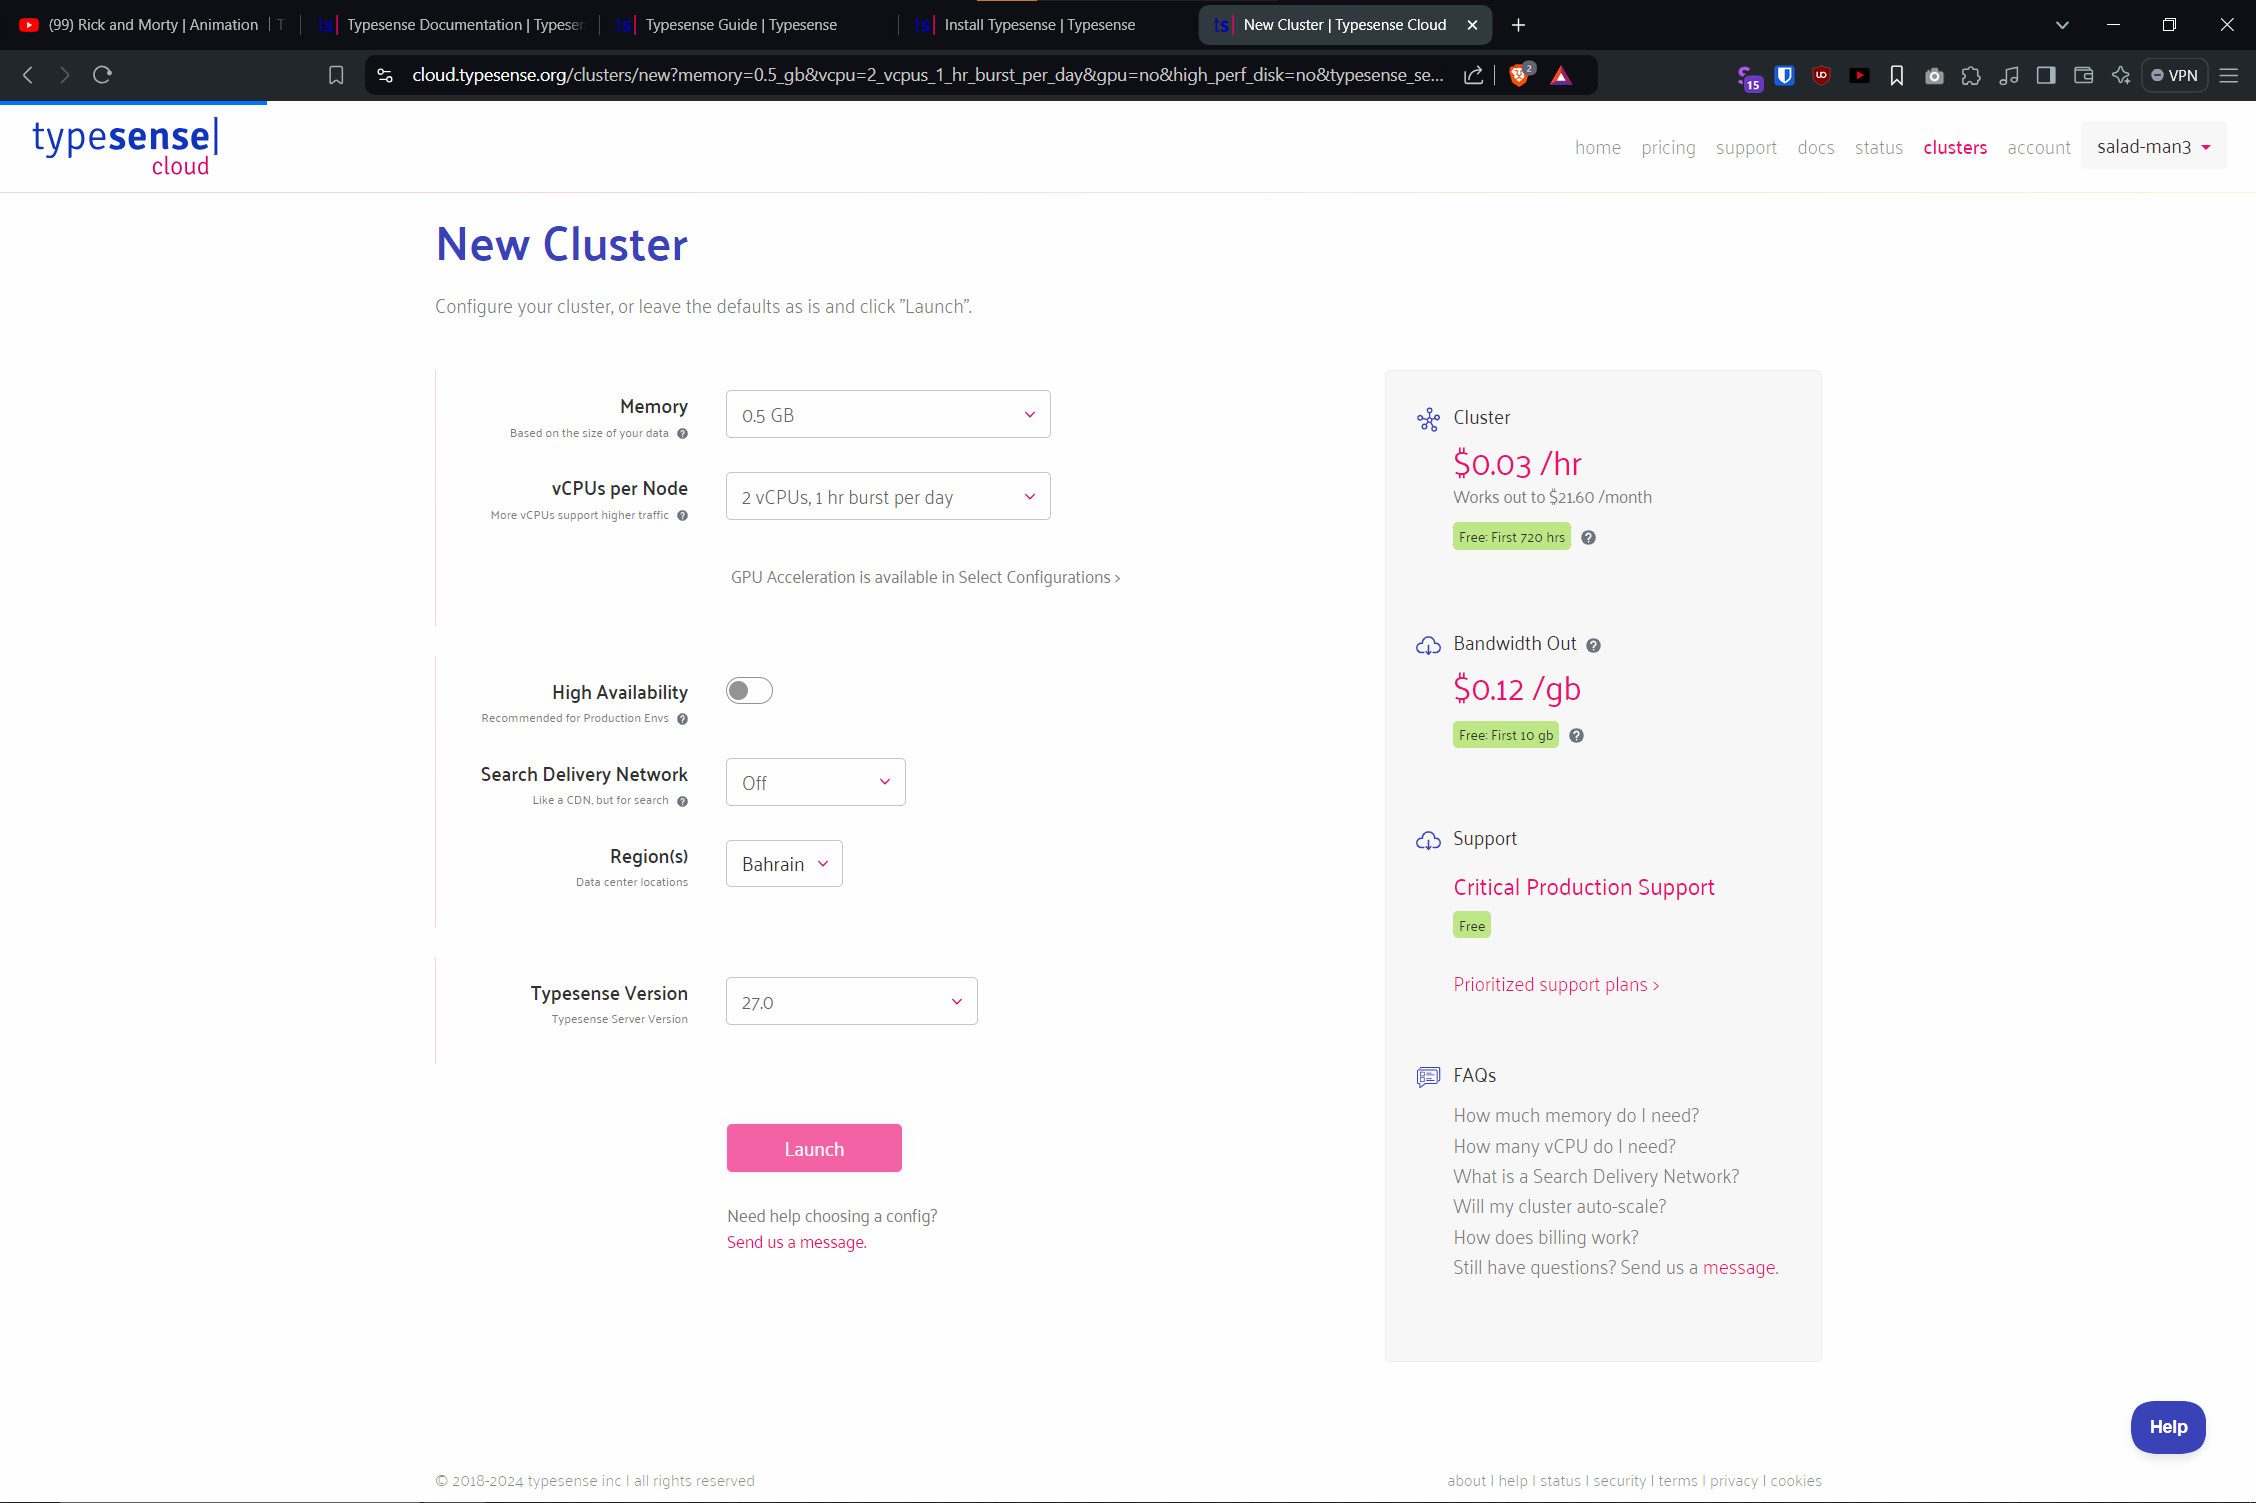 (99) Rick and Morty | Animation
Typesense Documentation | Typeser
Typesense Guide | Typesense
Install Typesense | Typesense
New Cluster | Typesense Cloud
cloud.typesense.org/clusters/new?memory=0.5_gb&vcpu=2_vcpus_1_hr_burst_per_day&gpu=no&high_perf_disk=no&typesense_se...
2
15
VPN
typesense|
cloud
home pricing support docs status clusters account salad-man3
New Cluster
Configure your cluster, or leave the defaults as is and click "Launch".
Memory
Based on the size of your data
0.5 GB
vCPUs per Node
More vCPUs support higher traffic
2 vCPUs, 1 hr burst per day
GPU Acceleration is available in Select Configurations >
High Availability
Recommended for Production Envs
Search Delivery Network
Like a CDN, but for search
Off
Region(s)
Data center locations
Bahrain
Typesense Version
Typesense Server Version
27.0
Launch
Need help choosing a config?
Send us a message.
Cluster
$0.03 /hr
Works out to $21.60 /month
Free: First 720 hrs
Bandwidth Out
$0.12 /gb
Free: First 10 gb
Support
Critical Production Support
Free
Prioritized support plans >
FAQs
How much memory do I need?
How many vCPU do I need?
What is a Search Delivery Network?
Will my cluster auto-scale?
How does billing work?
Still have questions? Send us a message.
Help
© 2018-2024 typesense inc | all rights reserved
about | help | status | security | terms | privacy | cookies